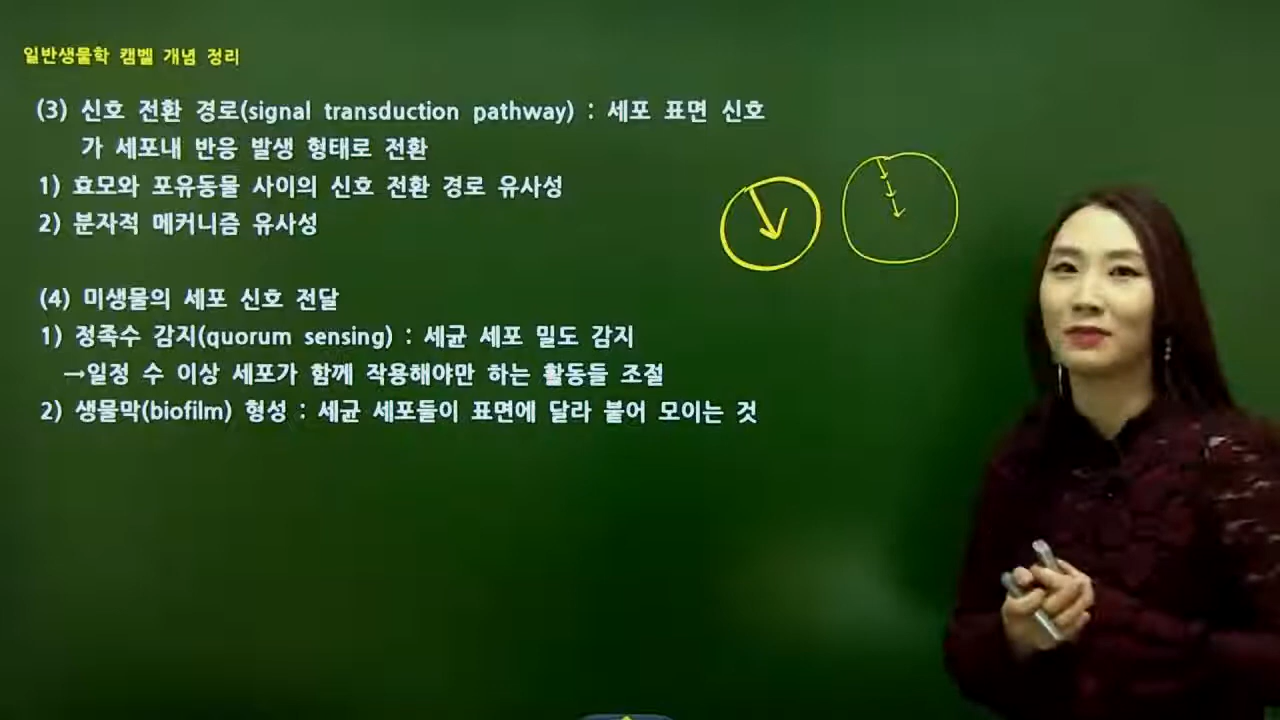 일반생물학 캠벨 개념 정리
(3) 신호 전환 경로(signal transduction pathway) : 세포 표면 신호
가 세포내 반응 발생 형태로 전환
1) 효모와 포유동물 사이의 신호 전환 경로 유사성
2) 분자적 메커니즘 유사성
(4) 미생물의 세포 신호 전달
1) 정족수 감지(quorum sensing) : 세균 세포 밀도 감지
→일정 수 이상 세포가 함께 작용해야만 하는 활동들 조절
2) 생물막(biofilm) 형성 : 세균 세포들이 표면에 달라 붙어 모이는 것